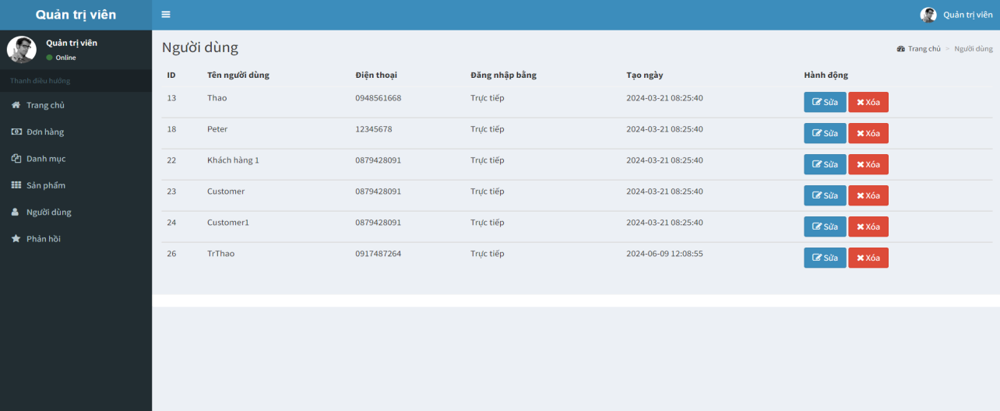 Quản trị viên
Quản trị viên
Quản trị viên
Online
Thanh điều hướng
Trang chủ
Đơn hàng
Danh mục
Sản phẩm
Người dùng
Phản hồi
Người dùng
Trang chủ > Người dùng
ID Tên người dùng Điện thoại Đăng nhập bằng Tạo ngày Hành động
13 Thao 0948561668 Trực tiếp 2024-03-21 08:25:40 Sửa Xóa
18 Peter 12345678 Trực tiếp 2024-03-21 08:25:40 Sửa Xóa
22 Khách hàng 1 0879428091 Trực tiếp 2024-03-21 08:25:40 Sửa Xóa
23 Customer 0879428091 Trực tiếp 2024-03-21 08:25:40 Sửa Xóa
24 Customer1 0879428091 Trực tiếp 2024-03-21 08:25:40 Sửa Xóa
26 TrThao 0917487264 Trực tiếp 2024-06-09 12:08:55 Sửa Xóa